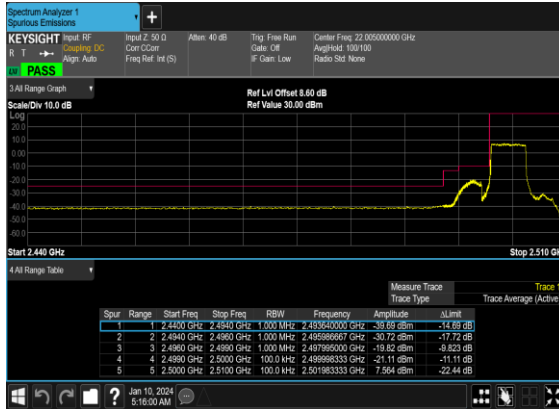 Spectrum Analyzer 1
Spurious Emissions
KEYSIGHT Input: RF
R T Coupling: DC
Align: Auto
Input Z: 50 Ω
Corr CCorr
Freq Ref: Int (S)
Atten: 40 dB
Trig: Free Run
Gate: Off
IF Gain: Low
Center Freq: 22.005000000 GHz
Avg|Hold: 100/100
Radio Std: None
PASS
3 All Range Graph
Scale/Div 10.0 dB
Ref Lvl Offset 8.60 dB
Ref Value 30.00 dBm
Log
20.0
10.0
0.00
-10.0
-20.0
-30.0
-40.0
-50.0
-60.0
Start 2.440 GHz
Stop 2.510 GH
4 All Range Table
Measure Trace Trace 1
Trace Type Trace Average (Active
Spur Range Start Freq Stop Freq RBW Frequency Amplitude ΔLimit
1 1 2.4400 GHz 2.4940 GHz 1.000 MHz 2.493640000 GHz -39.69 dBm -14.69 dB
2 2 2.4940 GHz 2.4960 GHz 1.000 MHz 2.495986667 GHz -30.72 dBm -17.72 dB
3 3 2.4960 GHz 2.4990 GHz 1.000 MHz 2.497995000 GHz -19.82 dBm -9.823 dB
4 4 2.4990 GHz 2.5000 GHz 100.0 kHz 2.499998333 GHz -21.11 dBm -11.11 dB
5 5 2.5000 GHz 2.5100 GHz 100.0 kHz 2.501983333 GHz 7.564 dBm -22.44 dB
Jan 10, 2024
5:16:00 AM